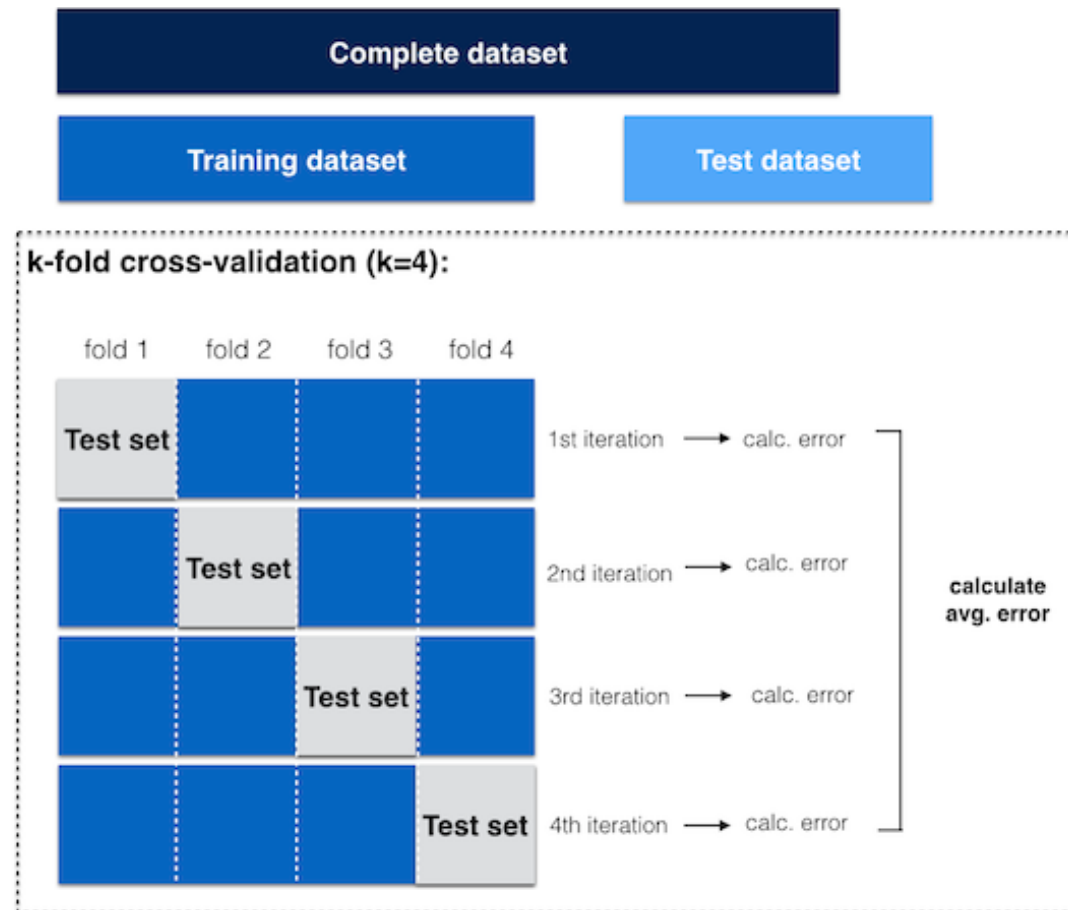 Complete dataset
Training dataset
Test dataset
k-fold cross-validation (k=4):
fold 1
fold 2
fold 3
fold 4
Test set
1st iteration
calc. error
Test set
2nd iteration
calc. error
calculate
avg. error
Test set
3rd iteration
calc. error
Test set
4th iteration
calc. error